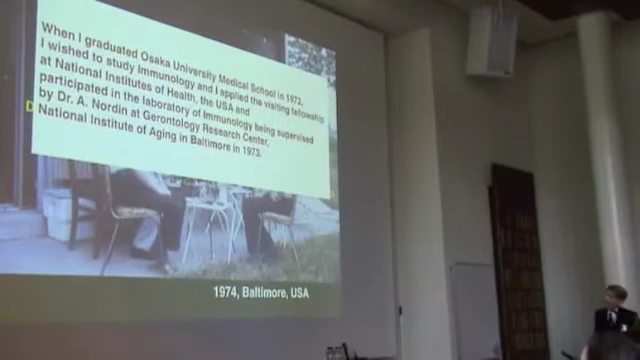 When I graduated Osaka University Medical School in 1972,
I wished to study Immunology and I applied the visiting fellowship
at National Institutes of Health, the USA and
participated in the laboratory of Immunology being supervised
by Dr. A. Nordin at Gerontology Research Center,
National Institute of Aging in Baltimore in 1973.
1974, Baltimore, USA